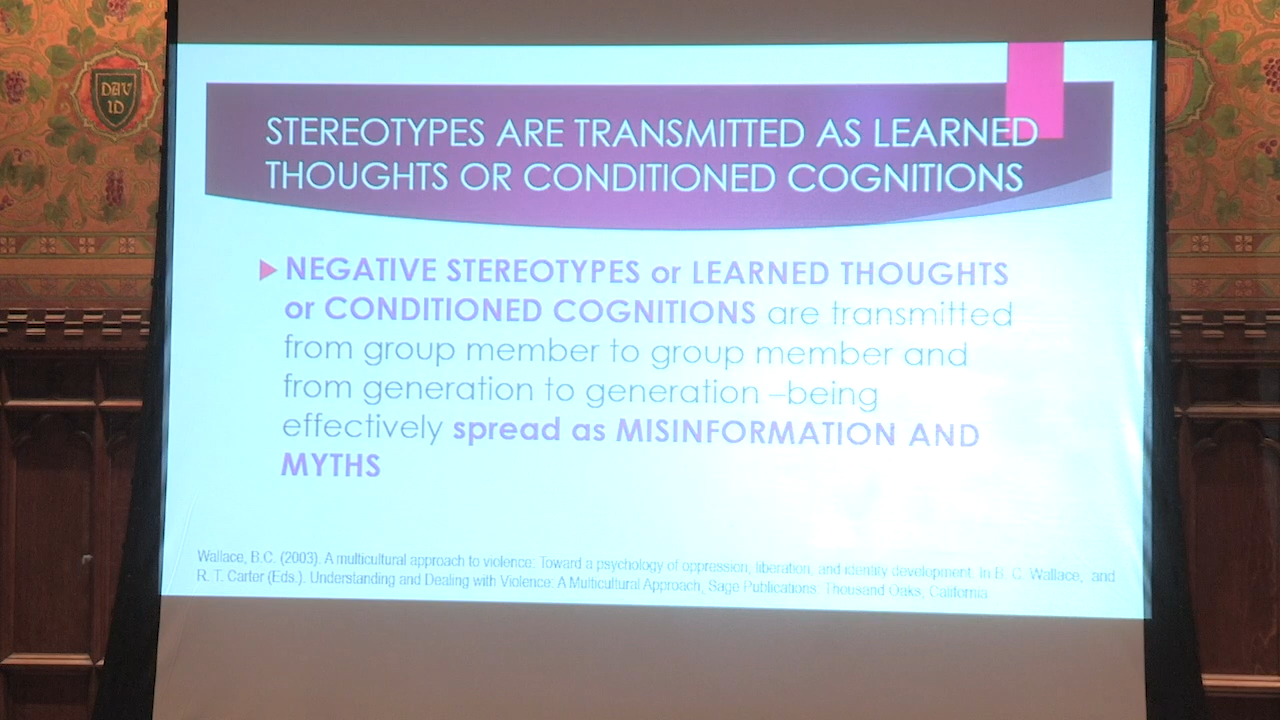 DAV
ID
STEREOTYPES ARE TRANSMITTED AS LEARNED
THOUGHTS OR CONDITIONED COGNITIONS
NEGATIVE STEREOTYPES or LEARNED THOUGHTS
or CONDITIONED COGNITIONS are transmitted
from group member to group member and
from generation to generation –being
effectively spread as MISINFORMATION AND
MYTHS
Wallace, B.C. (2003). A multicultural approach to violence: Toward a psychology of oppression, liberation, and identity development. In B. C. Wallace, and
R. T. Carter (Eds.). Understanding and Dealing with Violence: A Multicultural Approach, Sage Publications: Thousand Oaks, California.